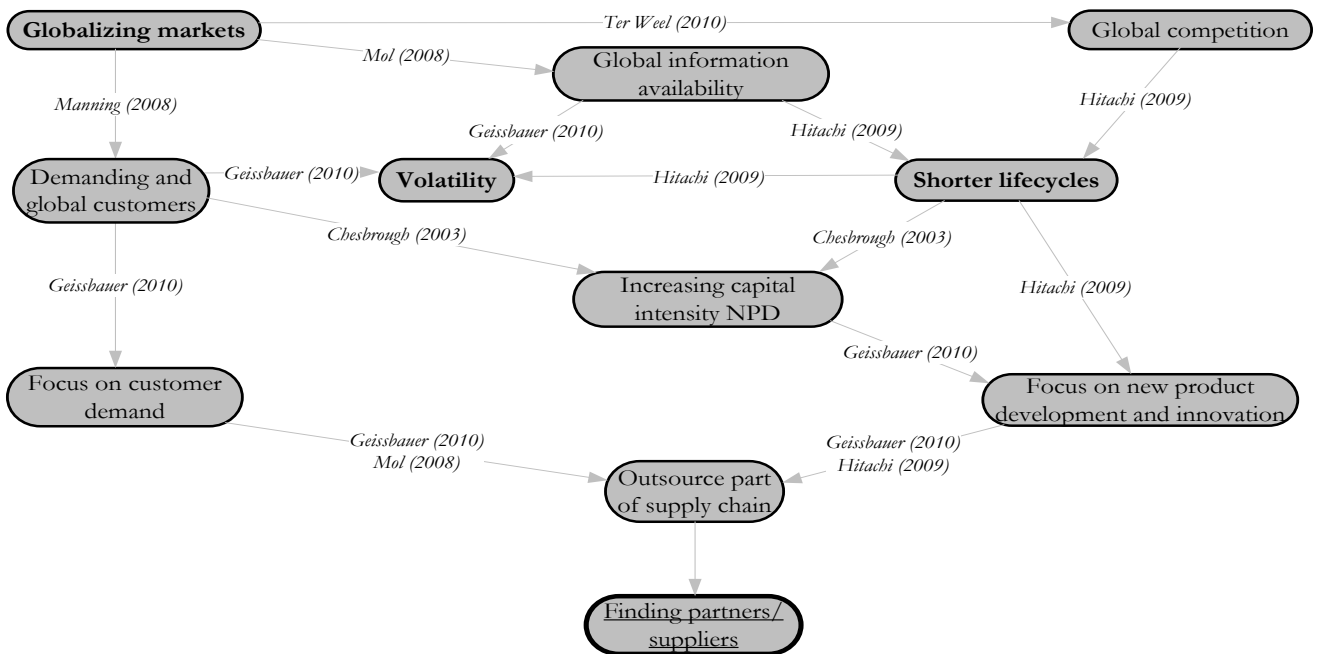 Globalizing markets
Ter Weel (2010)
Global competition
Mol (2008)
Global information
availability
Manning (2008)
Hitachi (2009)
Geissbauer (2010)
Hitachi (2009)
Demanding and
global customers
Geissbauer (2010)
Volatility
Hitachi (2009)
Shorter lifecycles
Chesbrough (2003)
Chesbrough (2003)
Geissbauer (2010)
Increasing capital
intensity NPD
Hitachi (2009)
Geissbauer (2010)
Focus on customer
demand
Focus on new product
development and innovation
Geissbauer (2010)
Mol (2008)
Geissbauer (2010)
Hitachi (2009)
Outsource part
of supply chain
Finding partners/
suppliers